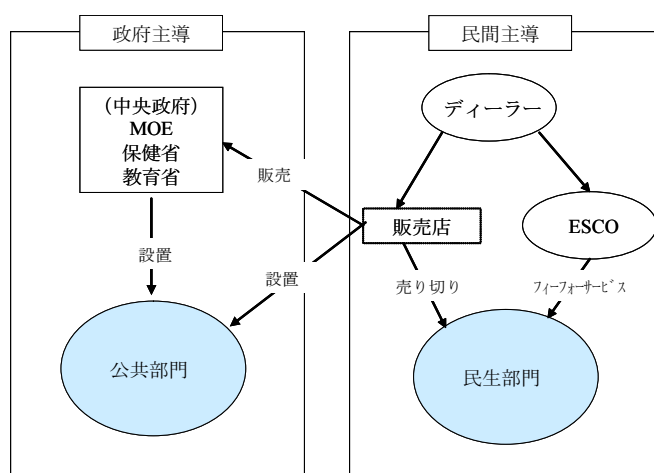 政府主導
民間主導
（中央政府）
MOE
保健省
教育省
ディーラー
販売
販売店
ESCO
設置
設置
売り切り
フィーフォーサービス
公共部門
民生部門